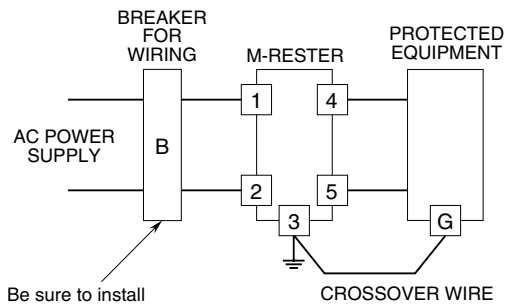 BREAKER
FOR
WIRING
M-RESTER
PROTECTED
EQUIPMENT
1
4
AC POWER
SUPPLY
B
2
5
3
G
Be sure to install
CROSSOVER WIRE